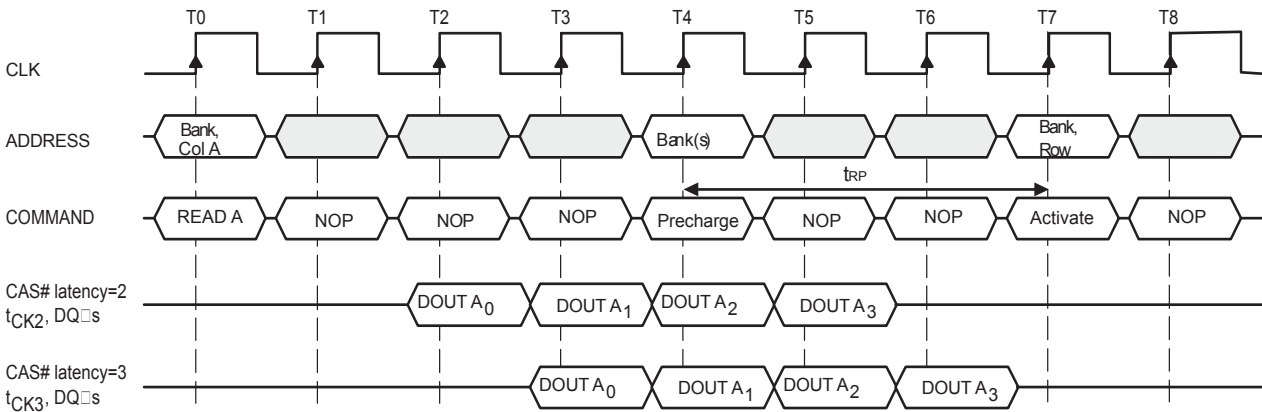 T0 T1 T2 T3 T4 T5 T6 T7 T8
CLK
ADDRESS
Bank,
Col A
Bank(s)
Bank,
Row
tRP
COMMAND
READ A NOP NOP NOP Precharge NOP NOP Activate NOP
CAS# latency=2
tCK2, DQ□s
DOUT A0 DOUT A1 DOUT A2 DOUT A3
CAS# latency=3
tCK3, DQ□s
DOUT A0 DOUT A1 DOUT A2 DOUT A3